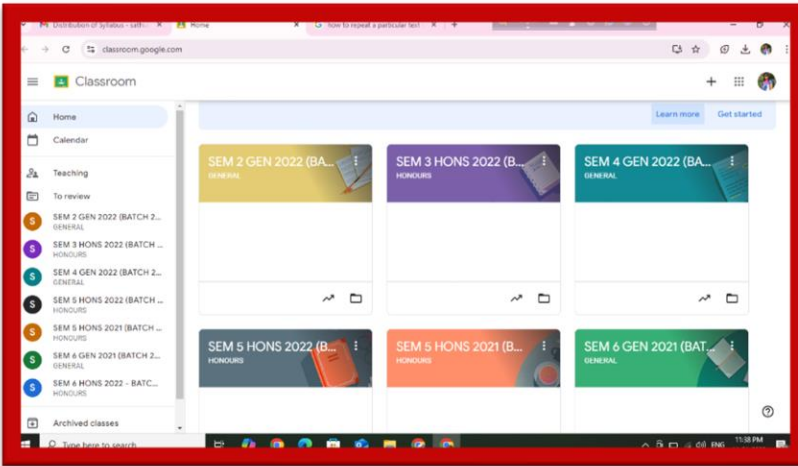 Distribution of Syllabus - sathi
Home
how to repeat a particular text
classroom.google.com
Classroom
Learn more
Get started
Home
Calendar
Teaching
To review
S
SEM 2 GEN 2022 (BATCH 2...
GENERAL
S
SEM 3 HONS 2022 (BATCH ...
HONOURS
S
SEM 4 GEN 2022 (BATCH 2...
GENERAL
S
SEM 5 HONS 2022 (BATCH ...
HONOURS
S
SEM 5 HONS 2021 (BATCH ...
HONOURS
S
SEM 6 GEN 2021 (BATCH 2...
GENERAL
S
SEM 6 HONS 2022 - BATC...
HONOURS
Archived classes
SEM 2 GEN 2022 (BA...
GENERAL
SEM 3 HONS 2022 (B...
HONOURS
SEM 4 GEN 2022 (BA...
GENERAL
SEM 5 HONS 2022 (B...
HONOURS
SEM 5 HONS 2021 (B...
HONOURS
SEM 6 GEN 2021 (BAT...
GENERAL
Type here to search
ENG
11:38 PM